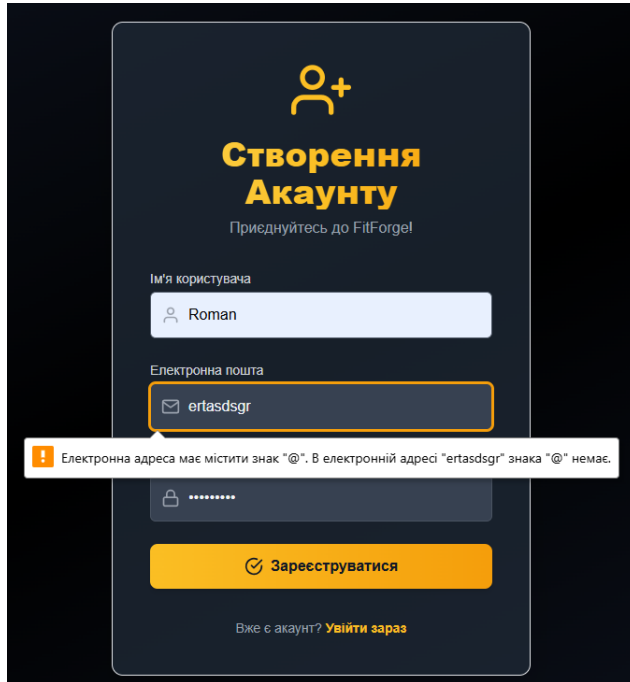 Створення
Акаунту
Приєднуйтесь до FitForge!
Ім'я користувача
Roman
Електронна пошта
ertasdsgr
Електронна адреса має містити знак "@". В електронній адресі "ertasdsgr" знака "@" немає.
•••••••••
Зареєструватися
Вже є акаунт? Увійти зараз